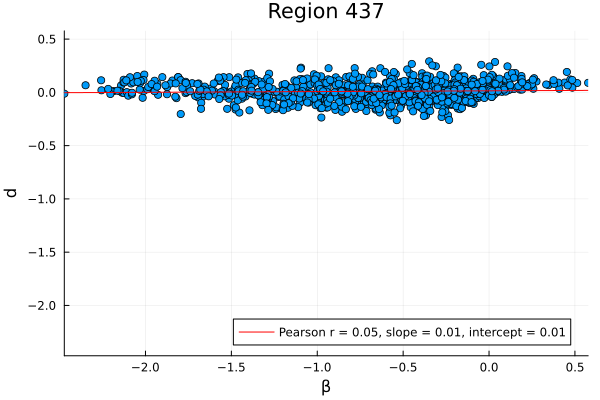 Region 437
0.5
0.0
−0.5
−1.0
−1.5
−2.0
d
Pearson r = 0.05, slope = 0.01, intercept = 0.01
−2.0 −1.5 −1.0 −0.5 0.0 0.5
β